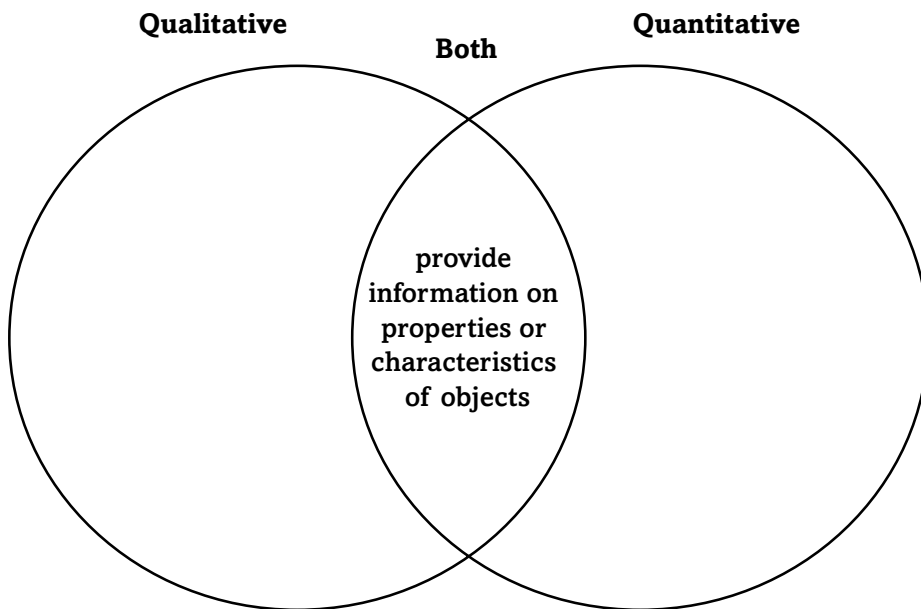 Qualitative
Both
Quantitative
provide
information on
properties or
characteristics
of objects